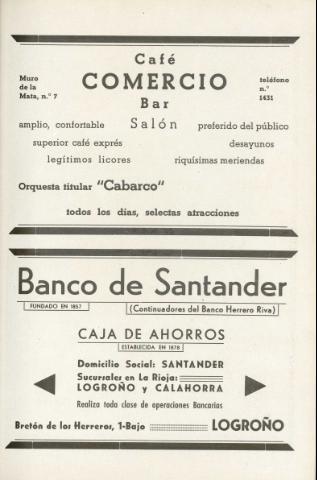 Café
Muro de la Mata, n.º 7
COMERCIO
teléfono n.º 1431
Bar
amplio, confortable Salón preferido del público
superior café exprés desayunos
legítimos licores riquísimas meriendas
Orquesta titular "Cabarco"
todos los días, selectas atracciones
Banco de Santander
FUNDADO EN 1857 (Continuadores del Banco Herrero Riva)
CAJA DE AHORROS
ESTABLECIDA EN 1878
Domicilio Social: SANTANDER
Sucursales en La Rioja:
LOGROÑO y CALAHORRA
Realiza toda clase de operaciones Bancarias
Bretón de los Herreros, 1-Bajo LOGROÑO